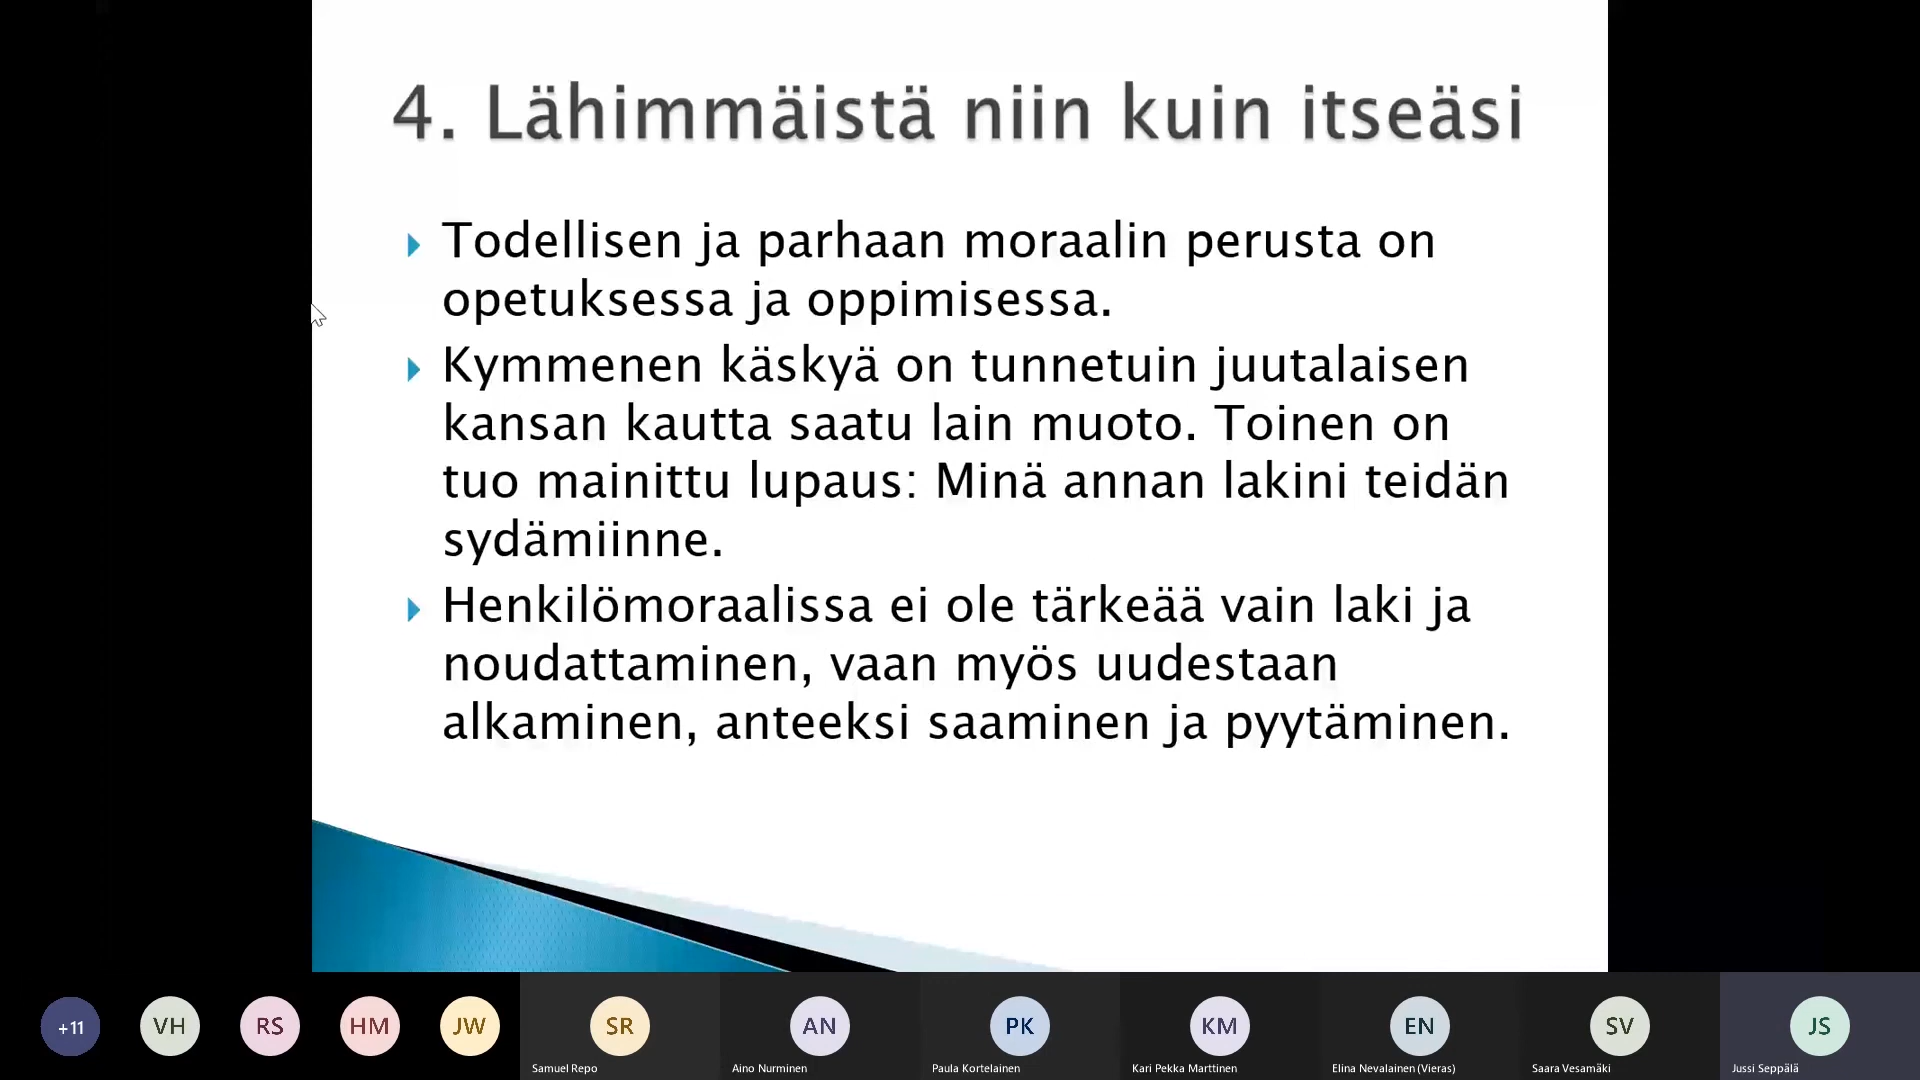 4. Lähimmäistä niin kuin itseäsi
Todellisen ja parhaan moraalin perusta on
opetuksessa ja oppimisessa.
Kymmenen käskyä on tunnetuin juutalaisen
kansan kautta saatu lain muoto. Toinen on
tuo mainittu lupaus: Minä annan lakini teidän
sydämiinne.
Henkilömoraalissa ei ole tärkeää vain laki ja
noudattaminen, vaan myös uudestaan
alkaminen, anteeksi saaminen ja pyytäminen.
+11 VH RS HM JW SR AN PK KM EN SV JS
Samuel Repo Aino Nurminen Paula Kortelainen Kari Pekka Marttinen Elina Nevalainen (Vieras) Saara Vesamäki Jussi Seppälä